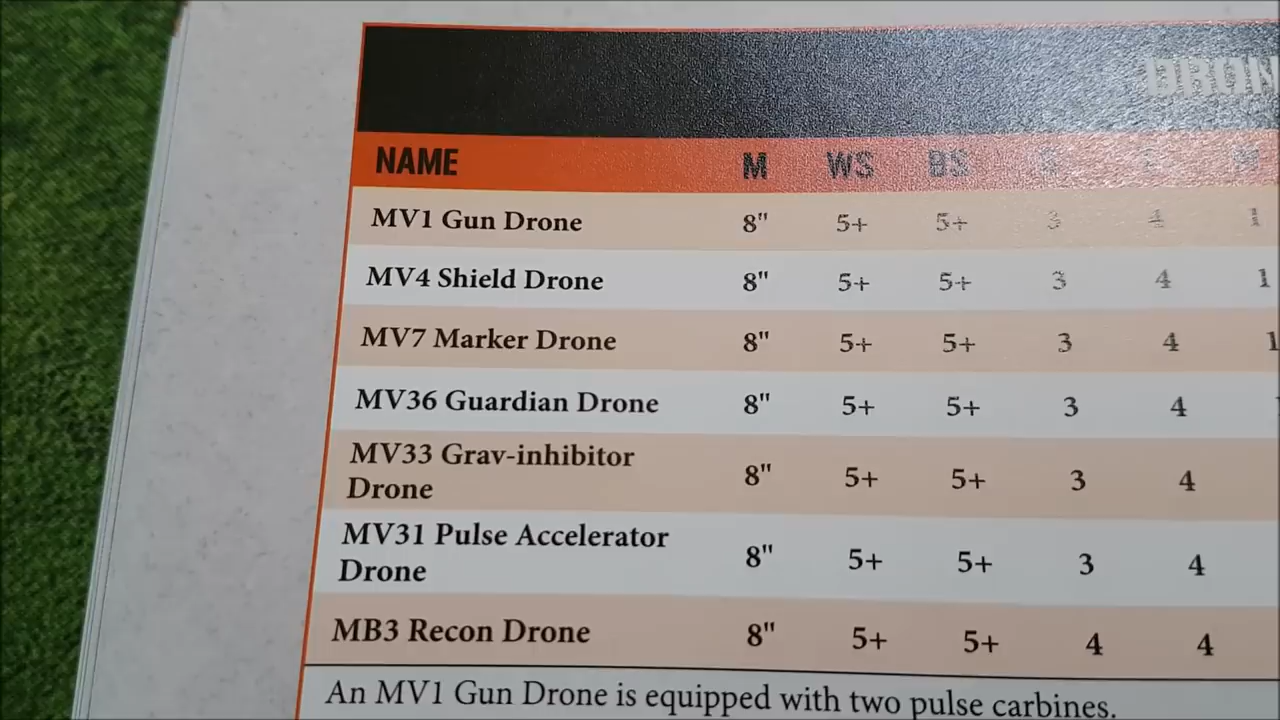 DRON
NAME M WS BS S
MV1 Gun Drone 8" 5+ 5+ 3 4 1
MV4 Shield Drone 8" 5+ 5+ 3 4 1
MV7 Marker Drone 8" 5+ 5+ 3 4 1
MV36 Guardian Drone 8" 5+ 5+ 3 4
MV33 Grav-inhibitor
Drone 8" 5+ 5+ 3 4
MV31 Pulse Accelerator
Drone 8" 5+ 5+ 3 4
MB3 Recon Drone 8" 5+ 5+ 4 4
An MV1 Gun Drone is equipped with two pulse carbines.